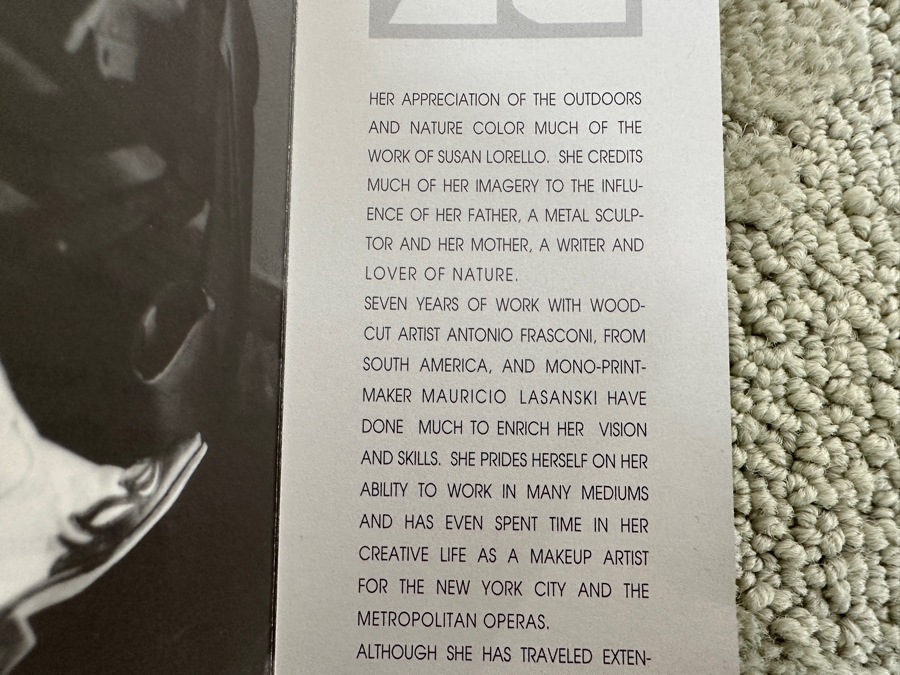 HER APPRECIATION OF THE OUTDOORS
AND NATURE COLOR MUCH OF THE
WORK OF SUSAN LORELLO. SHE CREDITS
MUCH OF HER IMAGERY TO THE INFLU-
ENCE OF HER FATHER, A METAL SCULP-
TOR AND HER MOTHER, A WRITER AND
LOVER OF NATURE.
SEVEN YEARS OF WORK WITH WOOD-
CUT ARTIST ANTONIO FRASCONI, FROM
SOUTH AMERICA, AND MONO-PRINT-
MAKER MAURICIO LASANSKI HAVE
DONE MUCH TO ENRICH HER VISION
AND SKILLS. SHE PRIDES HERSELF ON HER
ABILITY TO WORK IN MANY MEDIUMS
AND HAS EVEN SPENT TIME IN HER
CREATIVE LIFE AS A MAKEUP ARTIST
FOR THE NEW YORK CITY AND THE
METROPOLITAN OPERAS.
ALTHOUGH SHE HAS TRAVELED EXTEN-